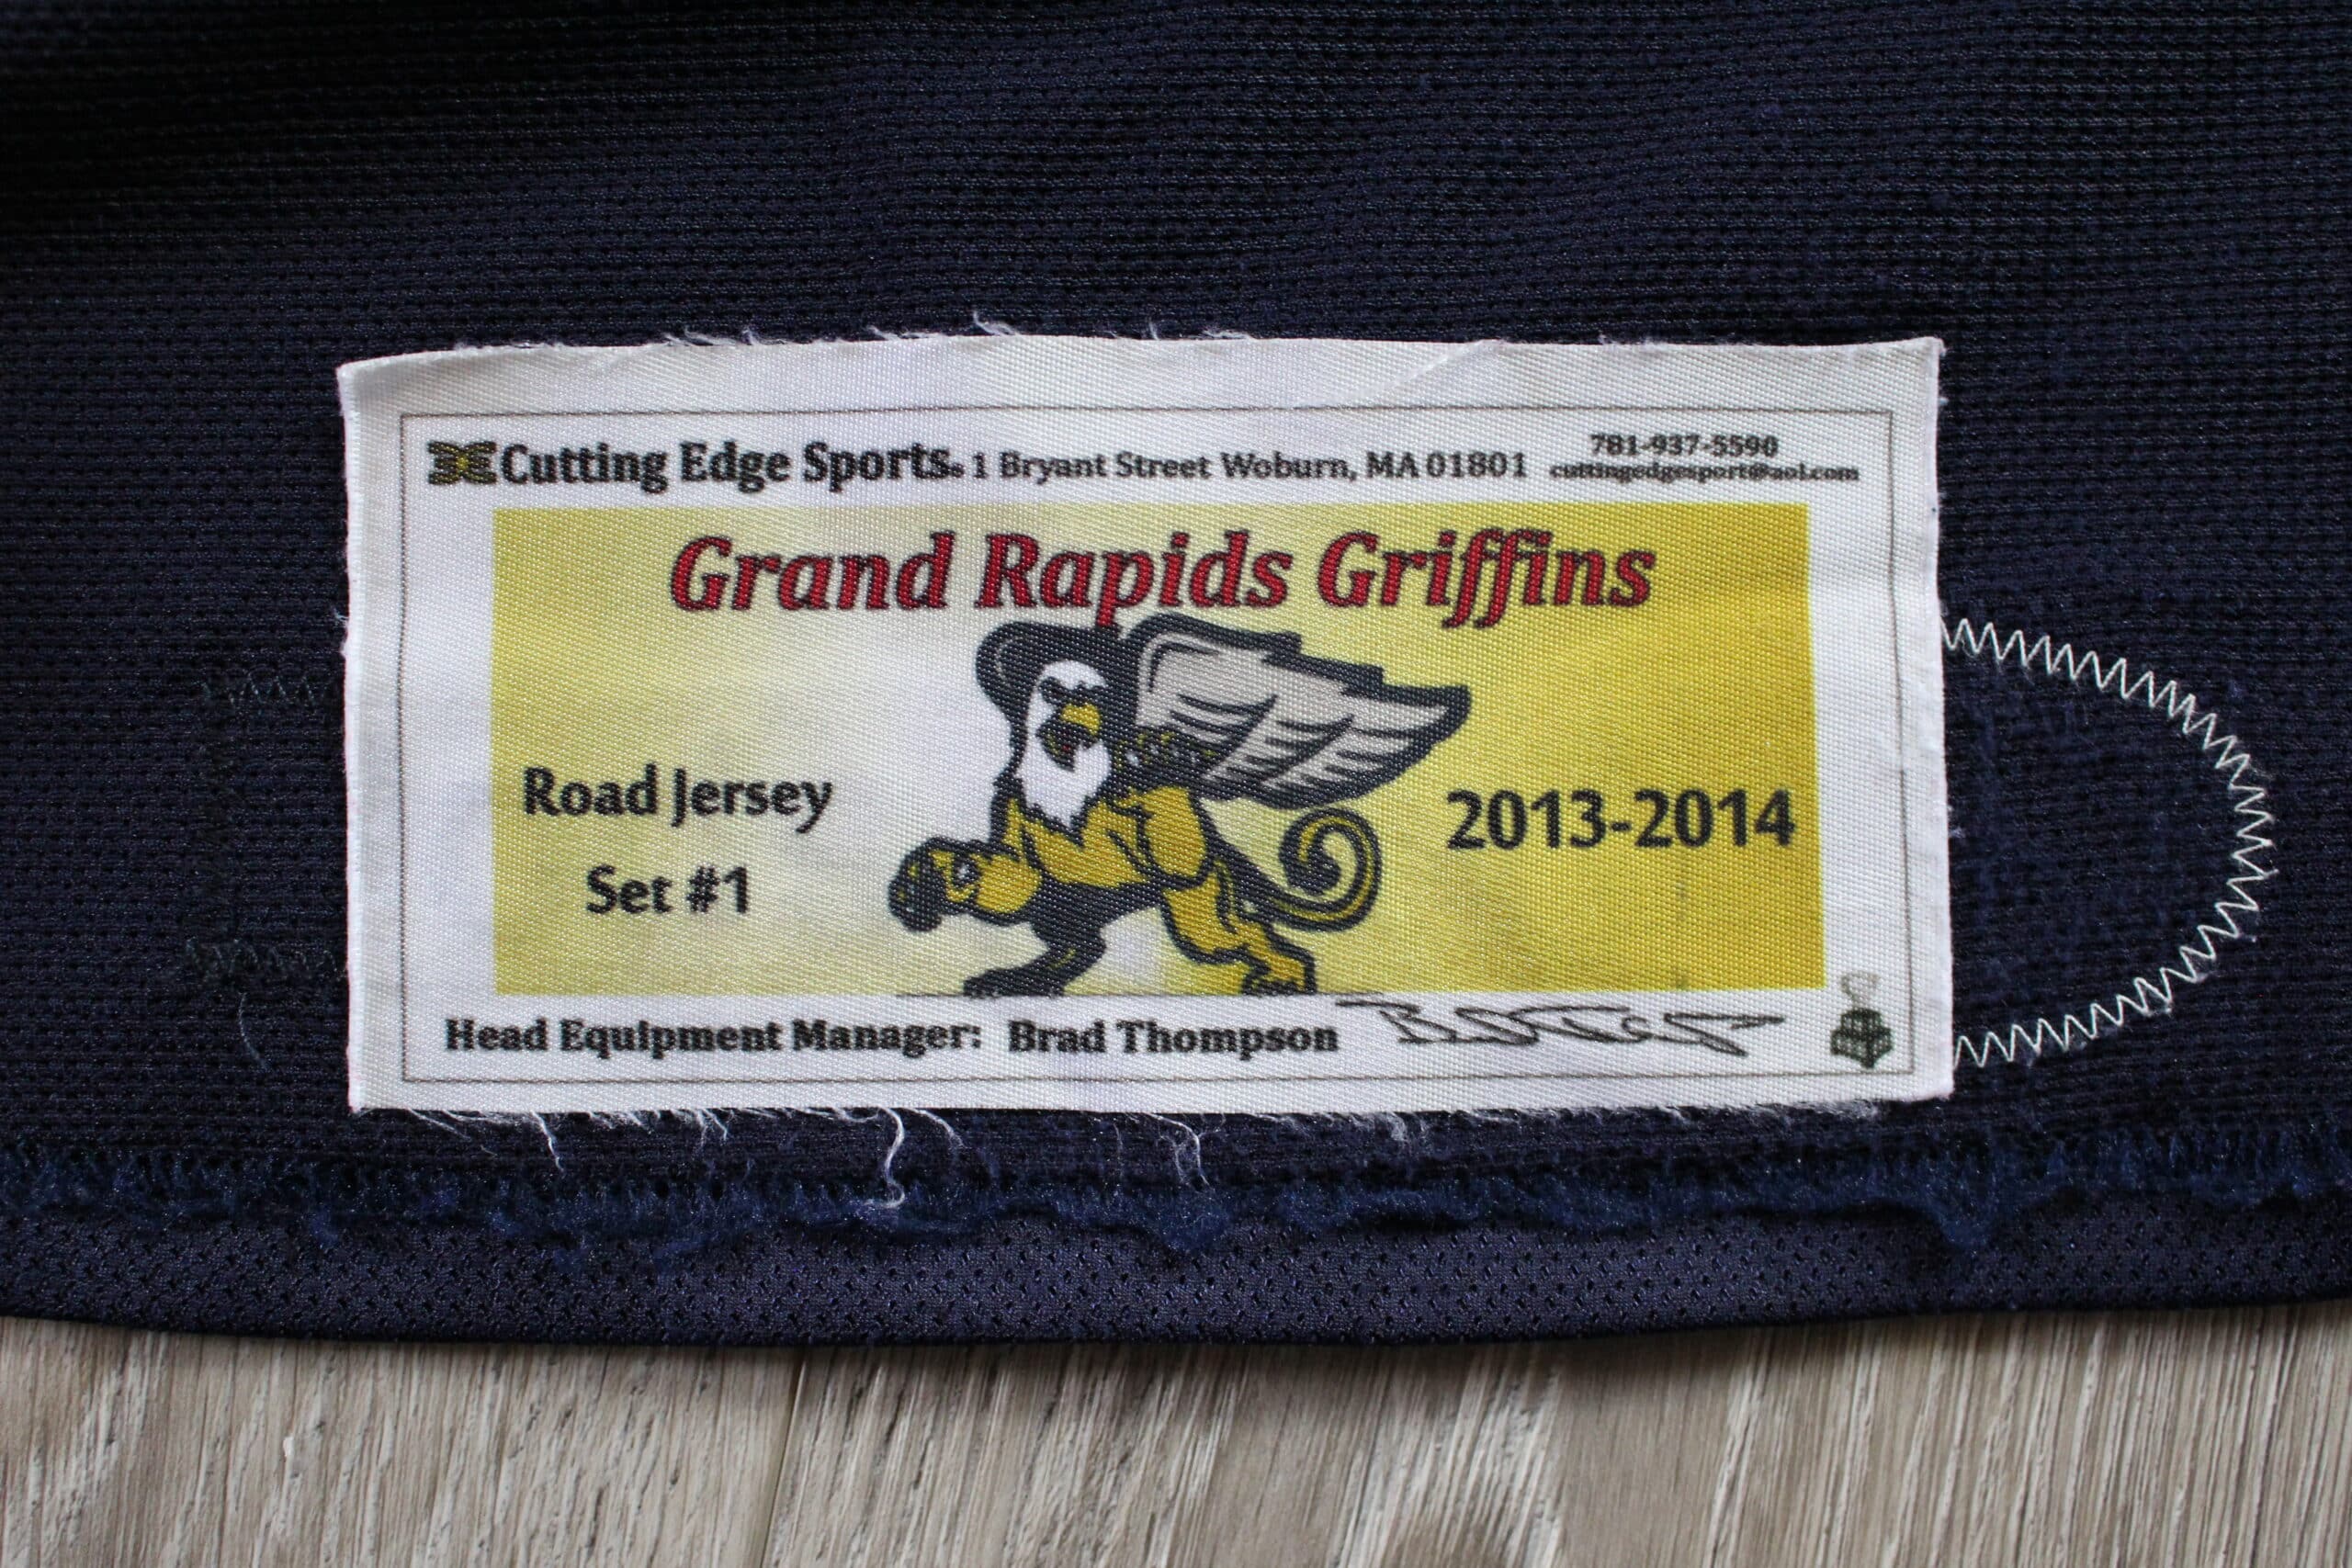 Cutting Edge Sports. 1 Bryant Street Woburn, MA 01801
781-937-5590
cuttingedgesport@aol.com
Grand Rapids Griffins
Road Jersey
Set #1
2013-2014
Head Equipment Manager: Brad Thompson